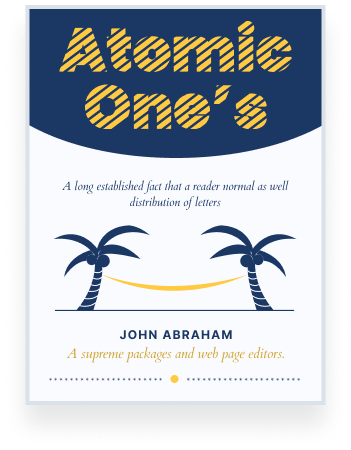 Atomic
One's
A long established fact that a reader normal as well
distribution of letters
JOHN ABRAHAM
A supreme packages and web page editors.